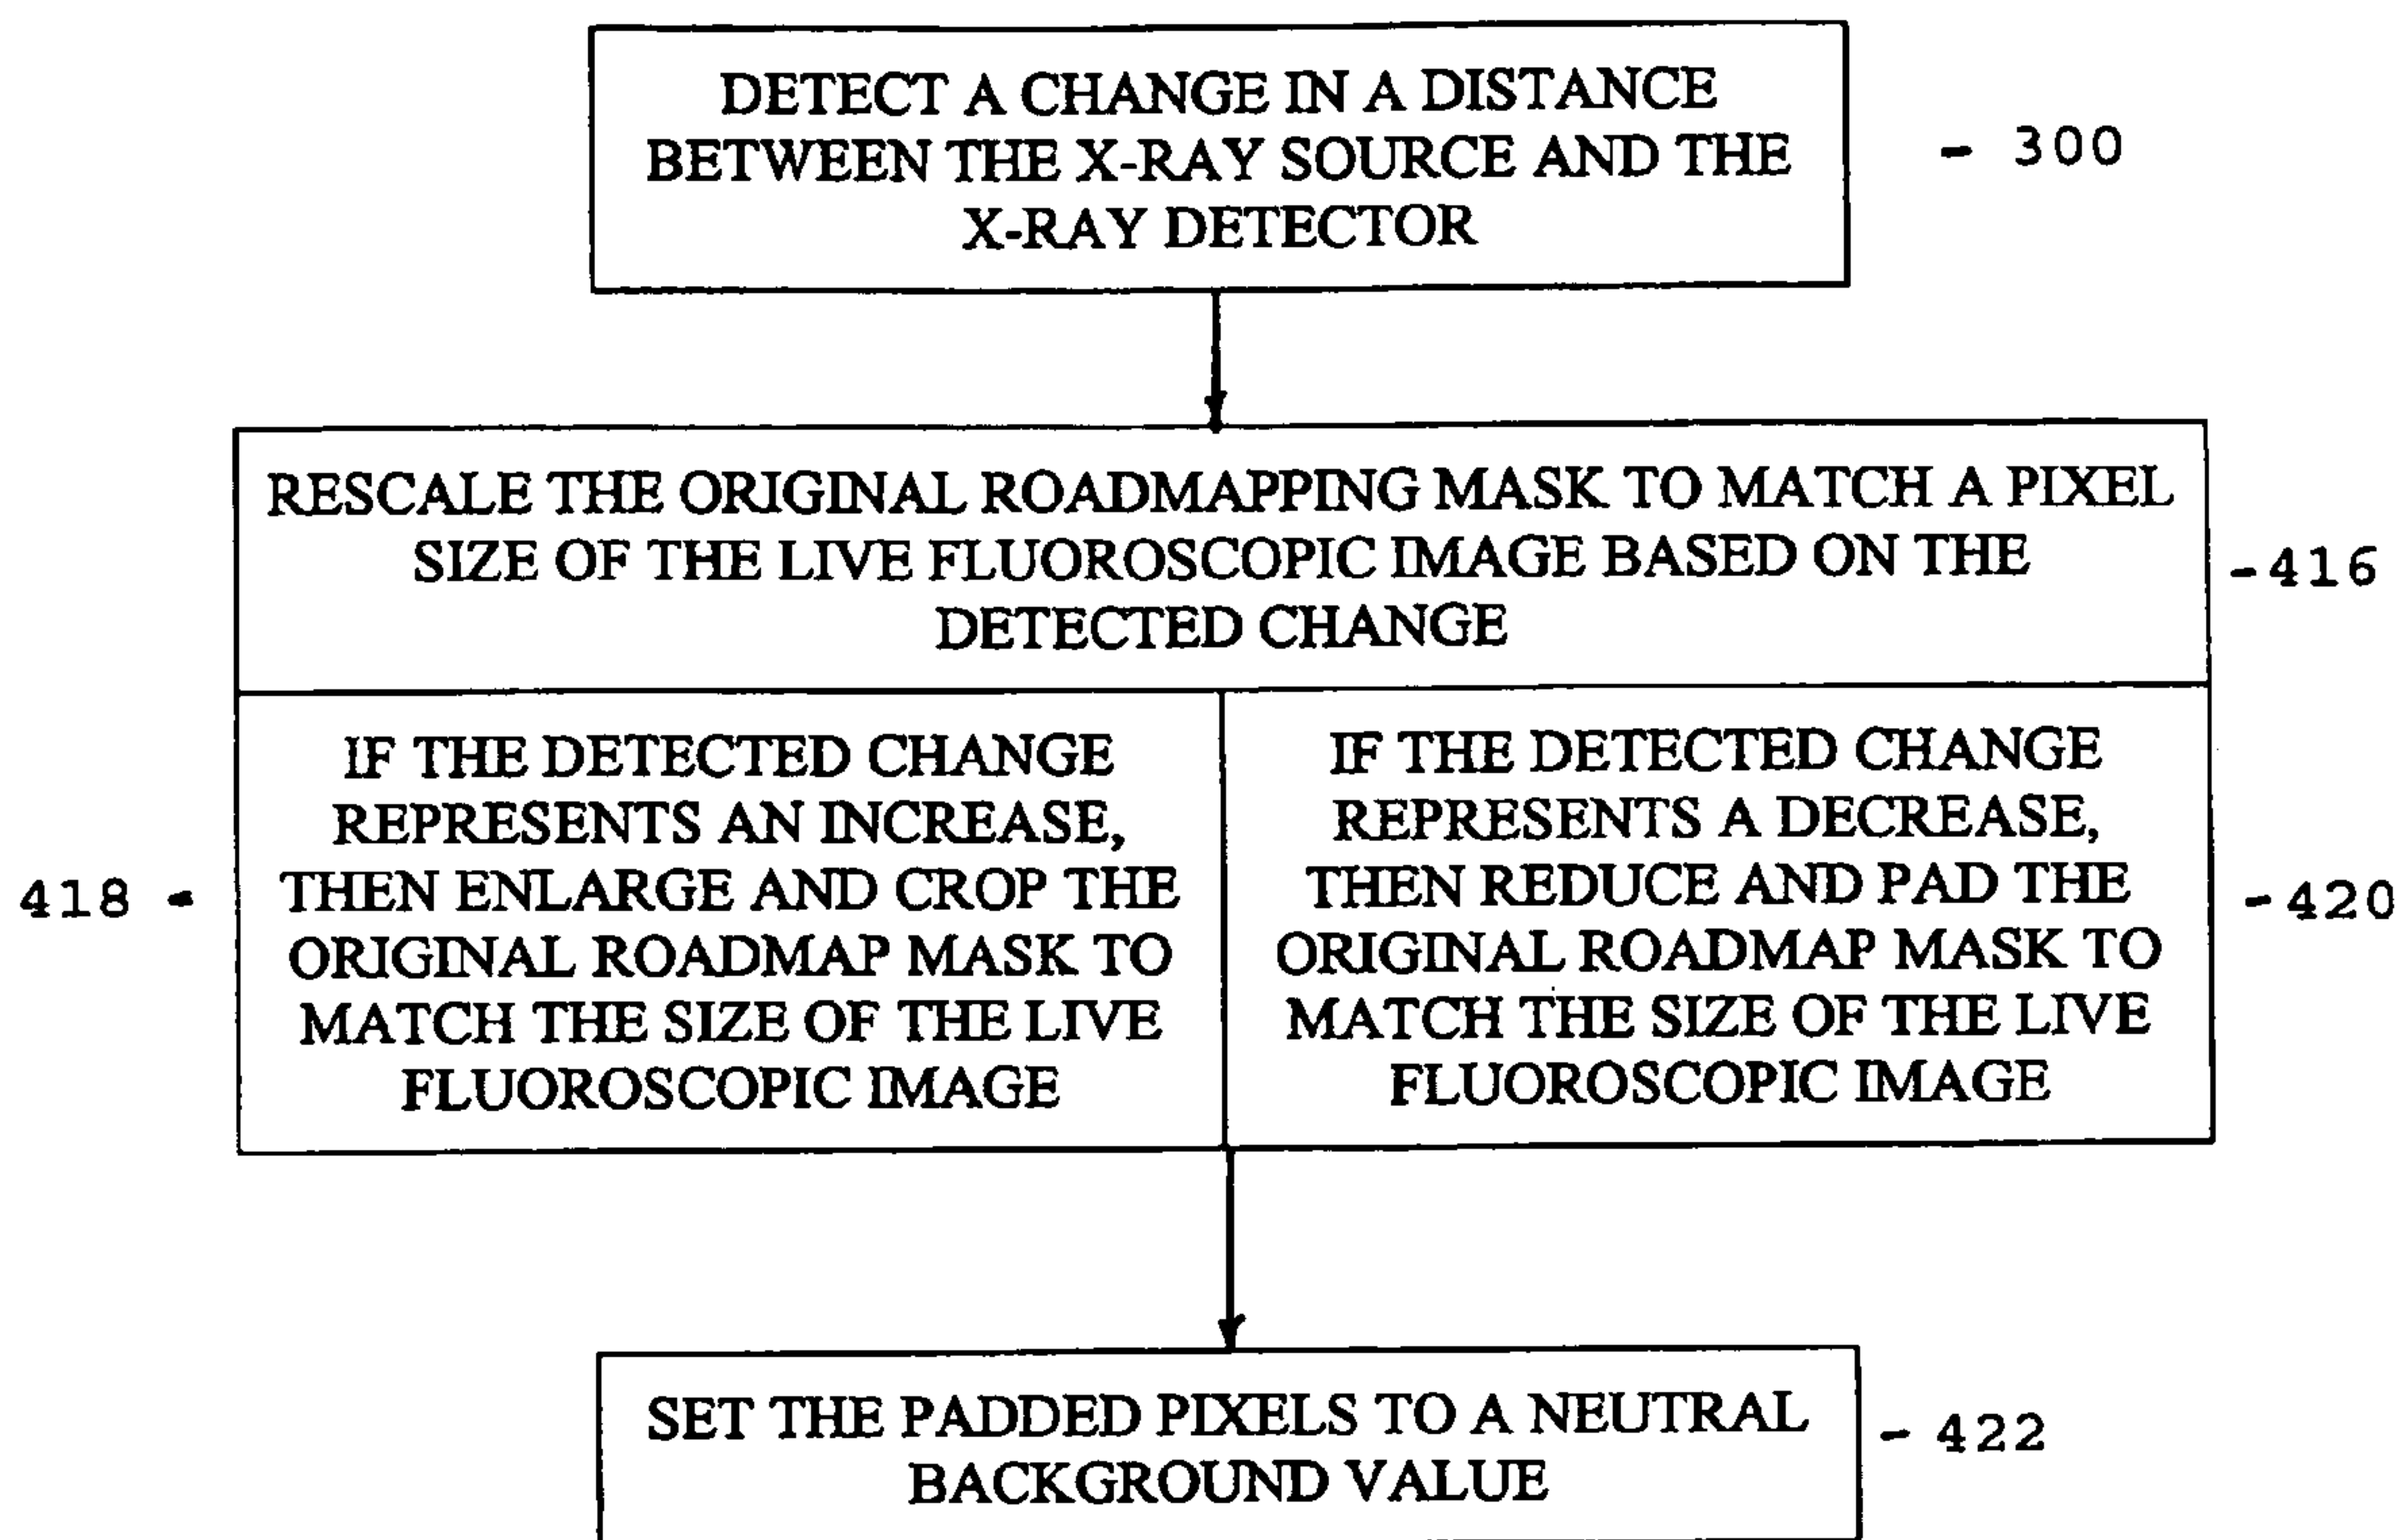 DETECT A CHANGE IN A DISTANCE
BETWEEN THE X-RAY SOURCE AND THE
X-RAY DETECTOR
- 300
RESCALE THE ORIGINAL ROADMAPPING MASK TO MATCH A PIXEL
SIZE OF THE LIVE FLUOROSCOPIC IMAGE BASED ON THE
DETECTED CHANGE
-416
418 -
IF THE DETECTED CHANGE
REPRESENTS AN INCREASE,
THEN ENLARGE AND CROP THE
ORIGINAL ROADMAP MASK TO
MATCH THE SIZE OF THE LIVE
FLUOROSCOPIC IMAGE
IF THE DETECTED CHANGE
REPRESENTS A DECREASE,
THEN REDUCE AND PAD THE
ORIGINAL ROADMAP MASK TO
MATCH THE SIZE OF THE LIVE
FLUOROSCOPIC IMAGE
-420
SET THE PADDED PIXELS TO A NEUTRAL
BACKGROUND VALUE
- 422